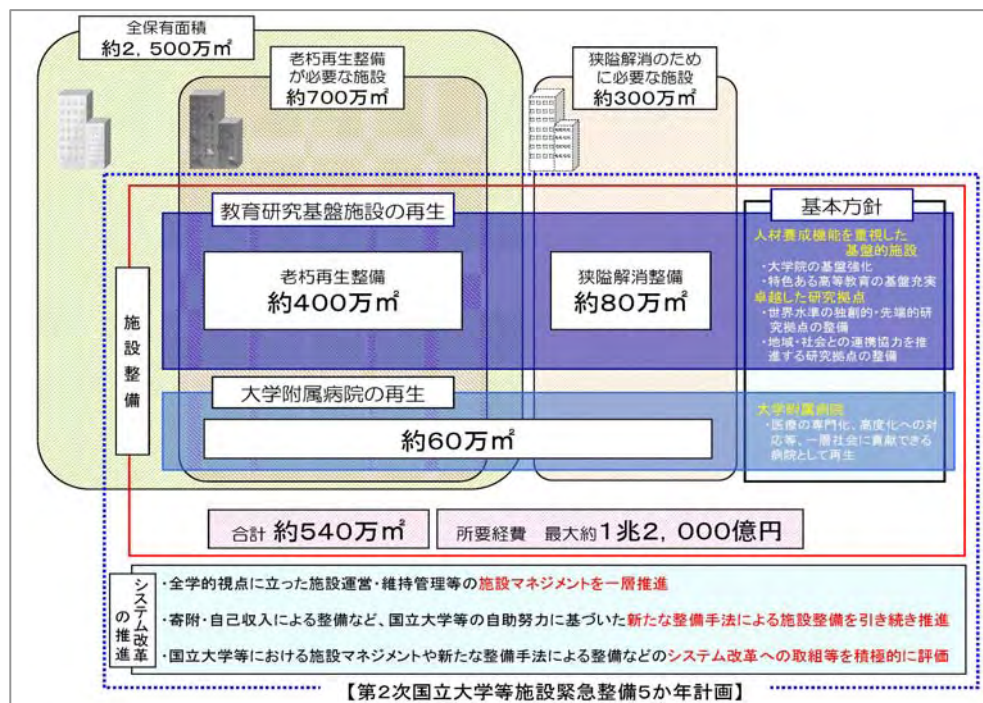 全保有面積
約2,500万㎡
老朽再生整備
が必要な施設
約700万㎡
狭隘解消のため
に必要な施設
約300万㎡
施設整備
教育研究基盤施設の再生
老朽再生整備
約400万㎡
狭隘解消整備
約80万㎡
大学附属病院の再生
約60万㎡
基本方針
人材養成機能を重視した
基盤的施設
・大学院の基盤強化
・特色ある高等教育の基盤充実
卓越した研究拠点
・世界水準の独創的・先端的研
究拠点の整備
・地域・社会との連携協力を推
進する研究拠点の整備
大学附属病院
・医療の専門化、高度化への対
応等、一層社会に貢献できる
病院として再生
合計 約540万㎡
所要経費 最大約1兆2,000億円
システム改革
の推進
・全学的視点に立った施設運営・維持管理等の施設マネジメントを一層推進
・寄附・自己収入による整備など、国立大学等の自助努力に基づいた新たな整備手法による施設整備を引き続き推進
・国立大学等における施設マネジメントや新たな整備手法による整備などのシステム改革への取組等を積極的に評価
【第2次国立大学等施設緊急整備5か年計画】